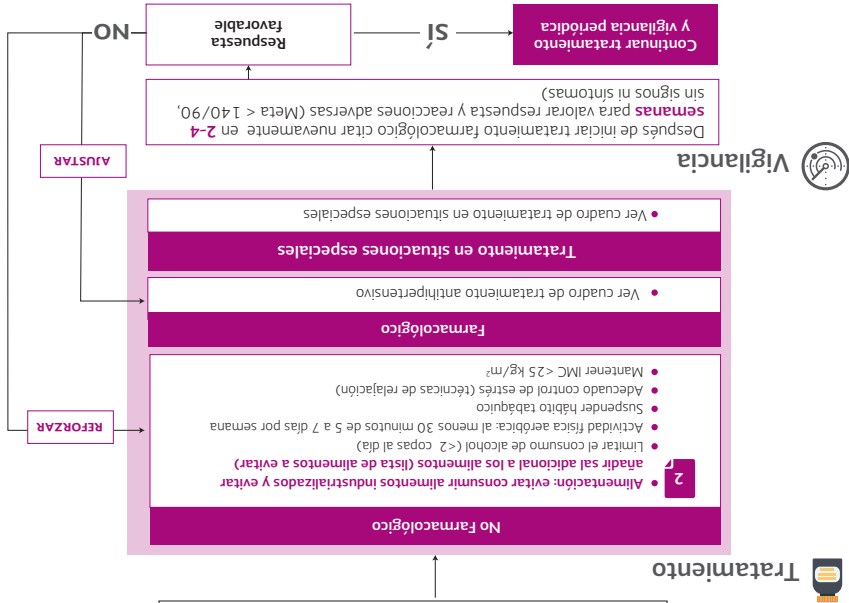 Tratamiento
No Farmacológico
• Alimentación: evitar consumir alimentos industrializados y evitar
añadir sal adicional a los alimentos (lista de alimentos a evitar)
2
• Limitar el consumo de alcohol (<2 copas al día)
• Actividad física aeróbica: al menos 30 minutos de 5 a 7 días por semana
• Suspender hábito tabáquico
• Adecuado control de estrés (técnicas de relajación)
• Mantener IMC <25 kg/m²
REFORZAR
Farmacológico
• Ver cuadro de tratamiento antihipertensivo
Tratamiento en situaciones especiales
• Ver cuadro de tratamiento en situaciones especiales
AJUSTAR
Vigilancia
Después de iniciar tratamiento farmacológico citar nuevamente en 2-4
semanas para valorar respuesta y reacciones adversas (Meta < 140/90,
sin signos ni síntomas)
Respuesta
favorable
SÍ
NO
Continuar tratamiento
y vigilancia periódica